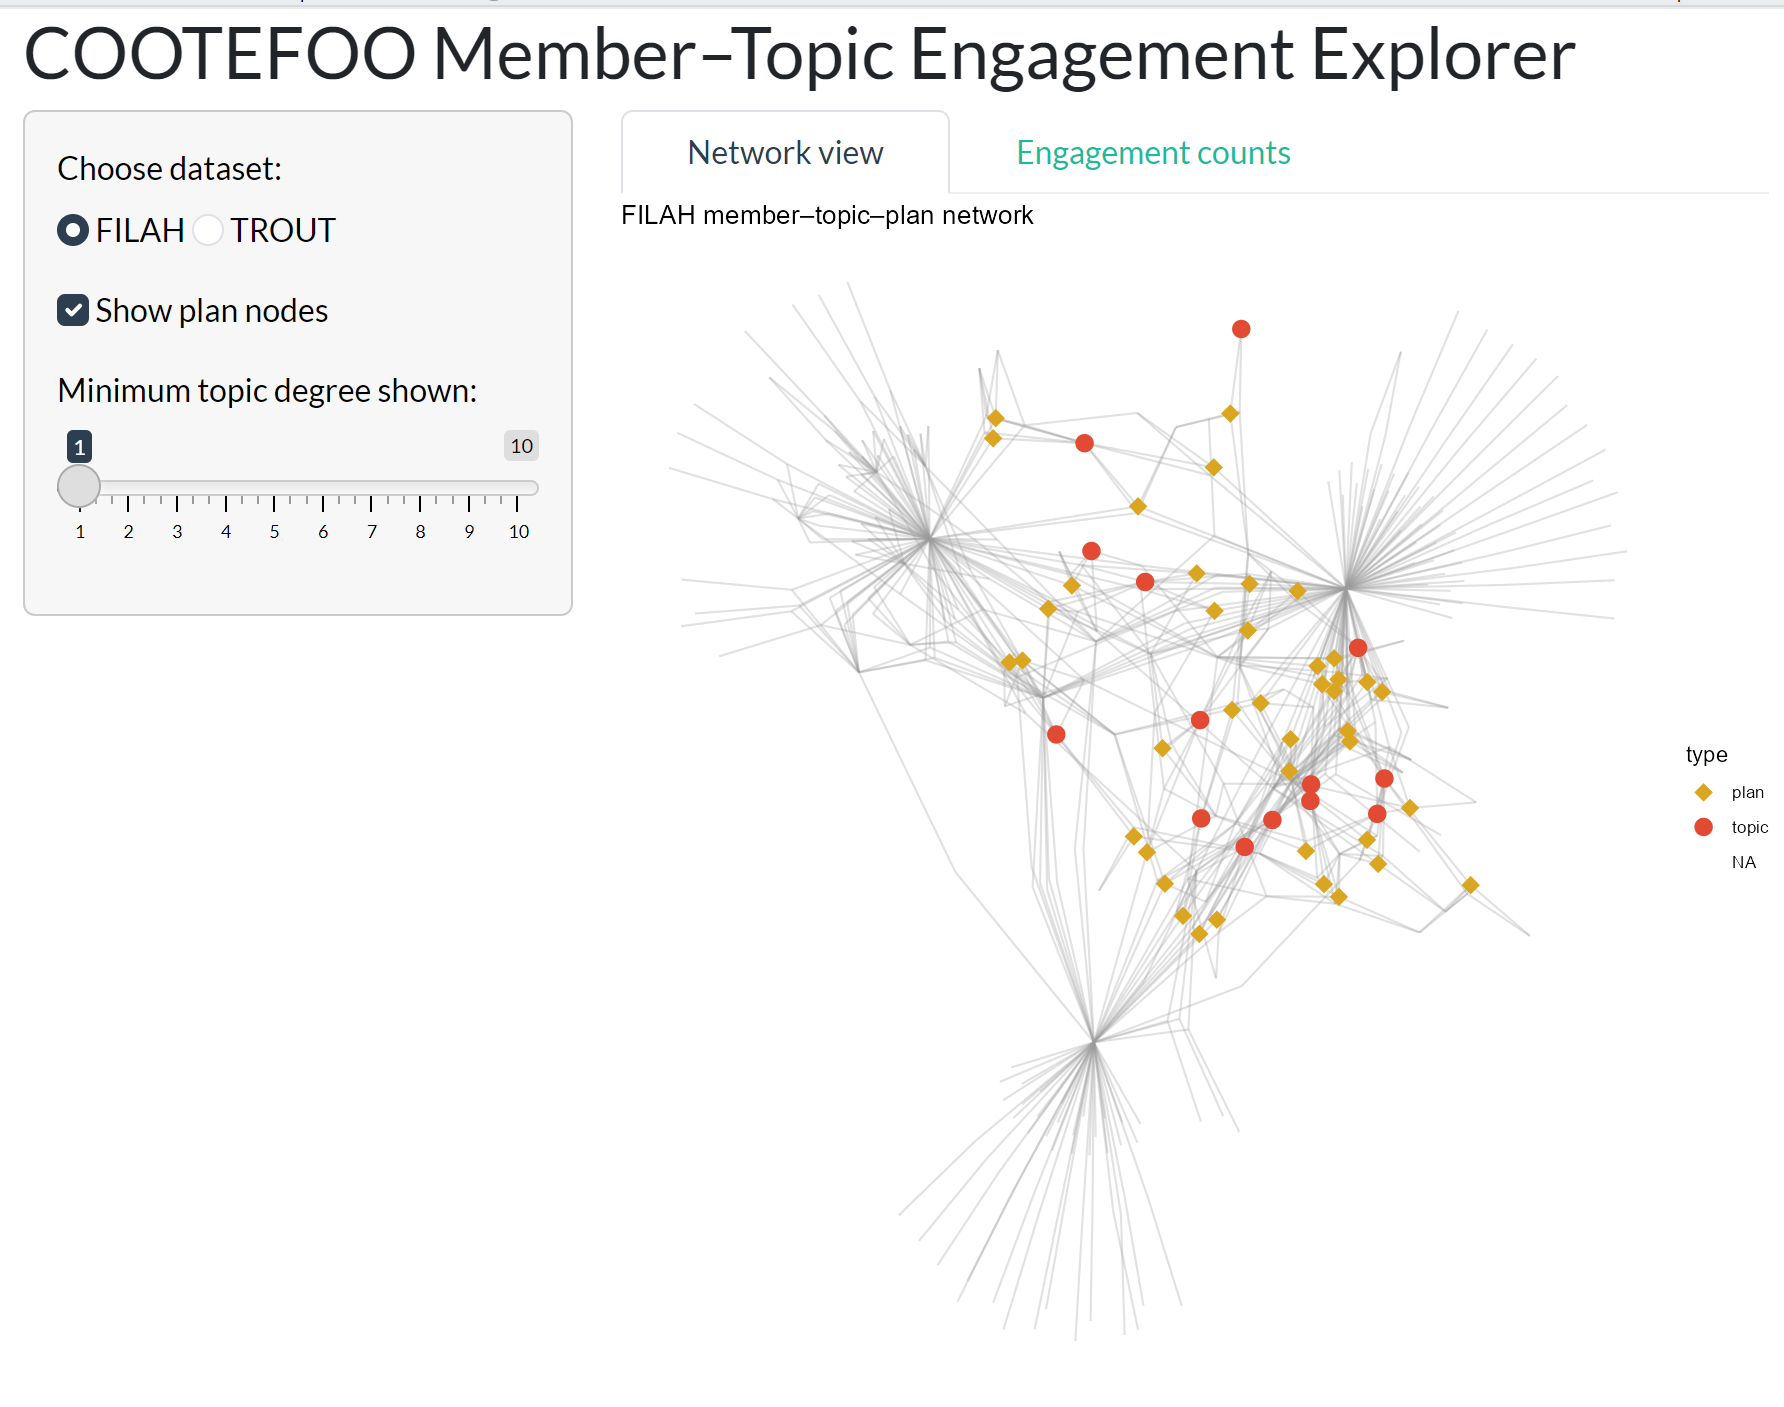 COOTEFOO Member–Topic Engagement Explorer
Choose dataset:
FILAH TROUT
Show plan nodes
Minimum topic degree shown:
1 10
1 2 3 4 5 6 7 8 9 10
Network view Engagement counts
FILAH member–topic–plan network
type
plan
topic
NA